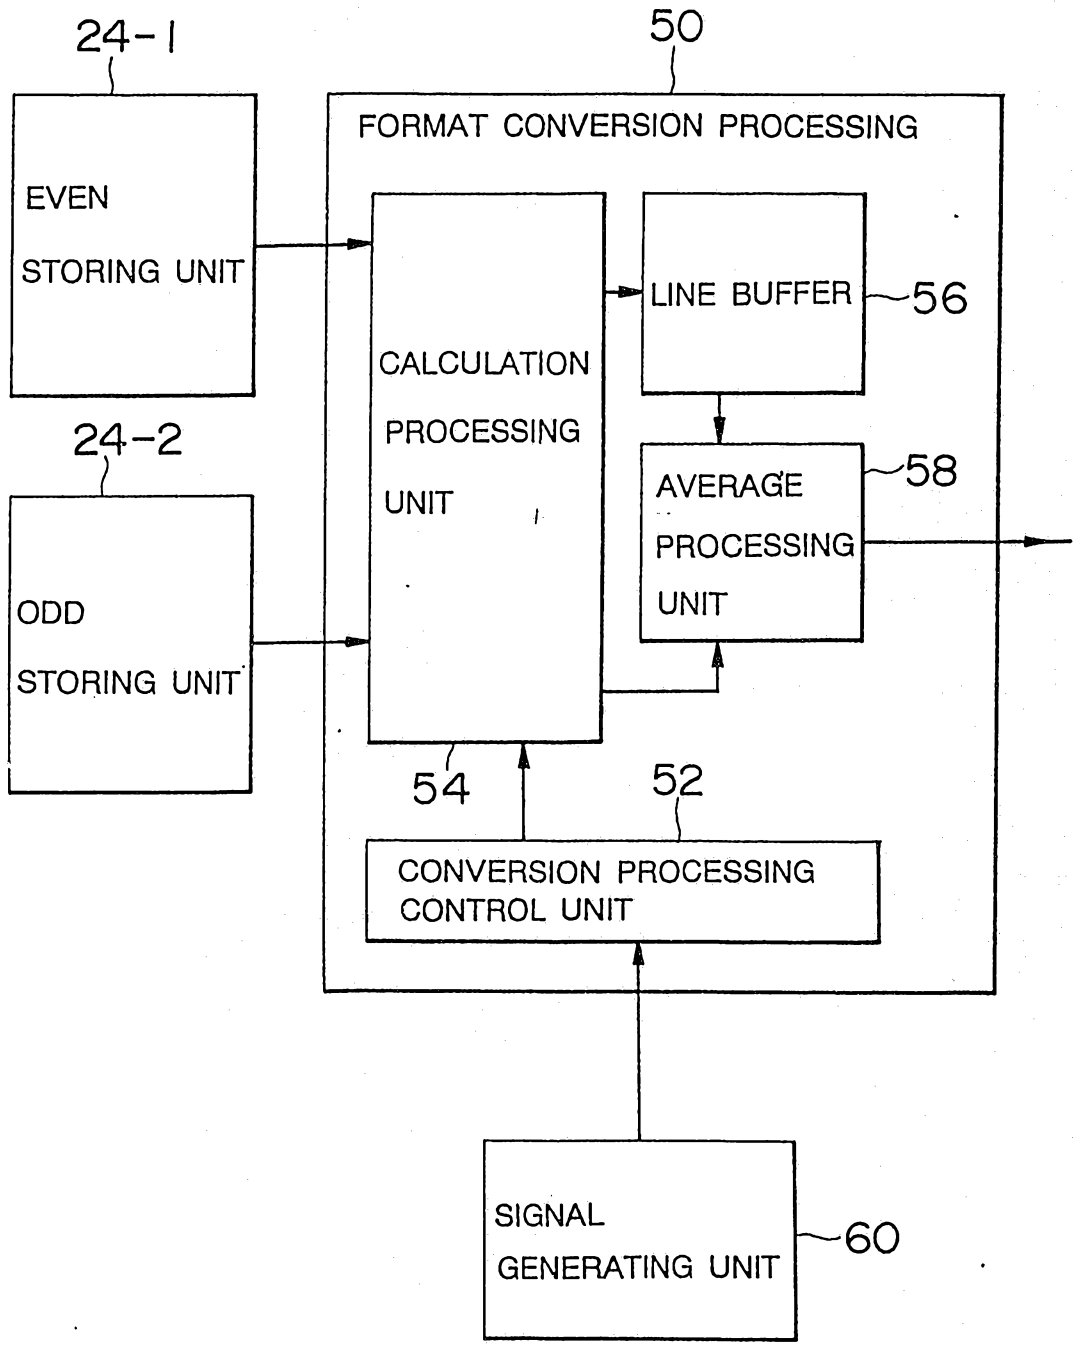 24-1
50
FORMAT CONVERSION PROCESSING
EVEN
STORING UNIT
LINE BUFFER
56
CALCULATION
PROCESSING
UNIT
24-2
58
AVERAGE
PROCESSING
UNIT
ODD
STORING UNIT
54
52
CONVERSION PROCESSING
CONTROL UNIT
SIGNAL
GENERATING UNIT
60